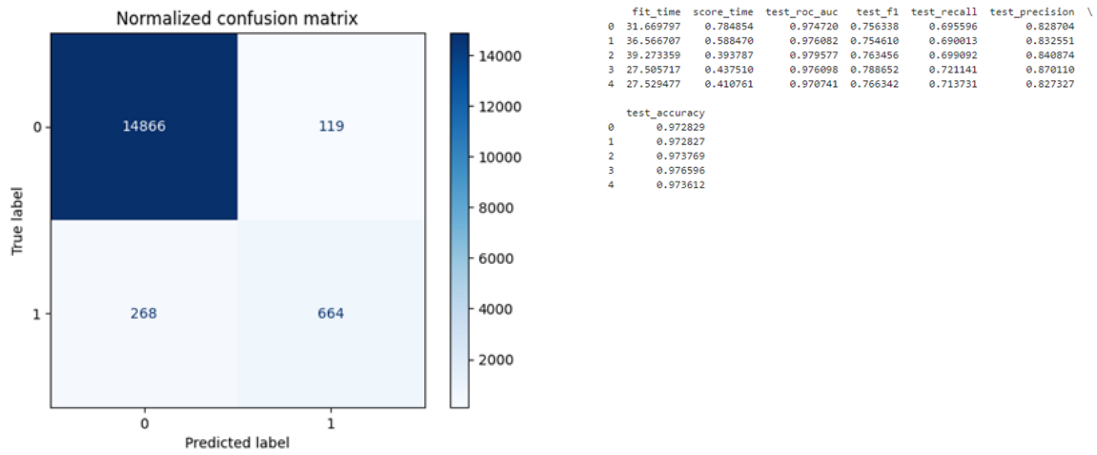 Normalized confusion matrix
14000
12000
10000
8000
6000
4000
2000
0
14866 119
1
268 664
0 1
True label
Predicted label
fit_time score_time test_roc_auc test_f1 test_recall test_precision \
0 31.669797 0.784854 0.974720 0.756338 0.695596 0.828704
1 36.566707 0.588470 0.976082 0.754610 0.690013 0.832551
2 39.273359 0.393787 0.979577 0.763456 0.699092 0.840874
3 27.505717 0.437510 0.976098 0.788652 0.721141 0.870110
4 27.529477 0.410761 0.970741 0.766342 0.713731 0.827327
test_accuracy
0 0.972829
1 0.972827
2 0.973769
3 0.976596
4 0.973612